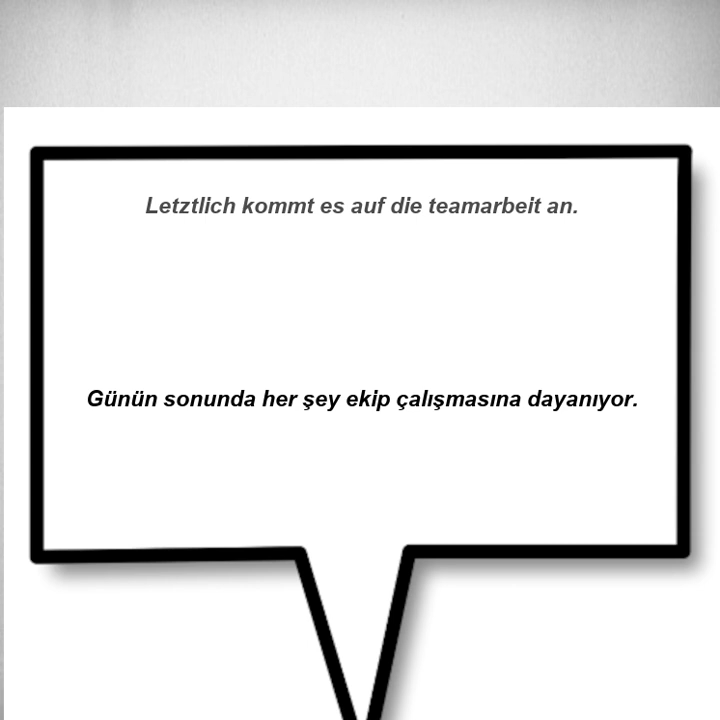 Letztlich kommt es auf die teamarbeit an.
Günün sonunda her şey ekip çalışmasına dayanıyor.